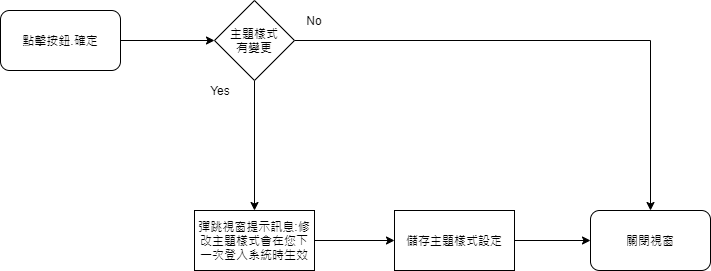 No
點擊按鈕.確定
主題樣式
有變更
Yes
彈跳視窗提示訊息:修
改主題樣式會在您下
一次登入系統時生效
儲存主題樣式設定
關閉視窗